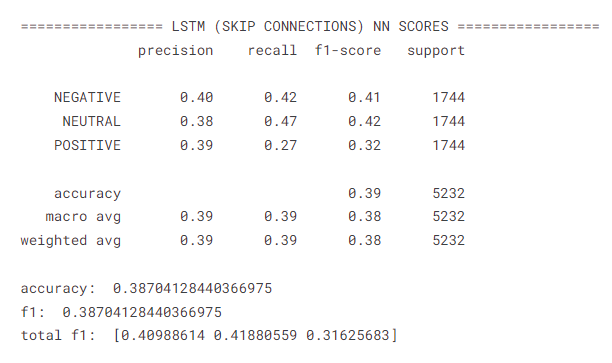 ================= LSTM (SKIP CONNECTIONS) NN SCORES =================
precision recall f1-score support
NEGATIVE 0.40 0.42 0.41 1744
NEUTRAL 0.38 0.47 0.42 1744
POSITIVE 0.39 0.27 0.32 1744
accuracy 0.39 5232
macro avg 0.39 0.39 0.38 5232
weighted avg 0.39 0.39 0.38 5232
accuracy: 0.38704128440366975
f1: 0.38704128440366975
total f1: [0.40988614 0.41880559 0.31625683]